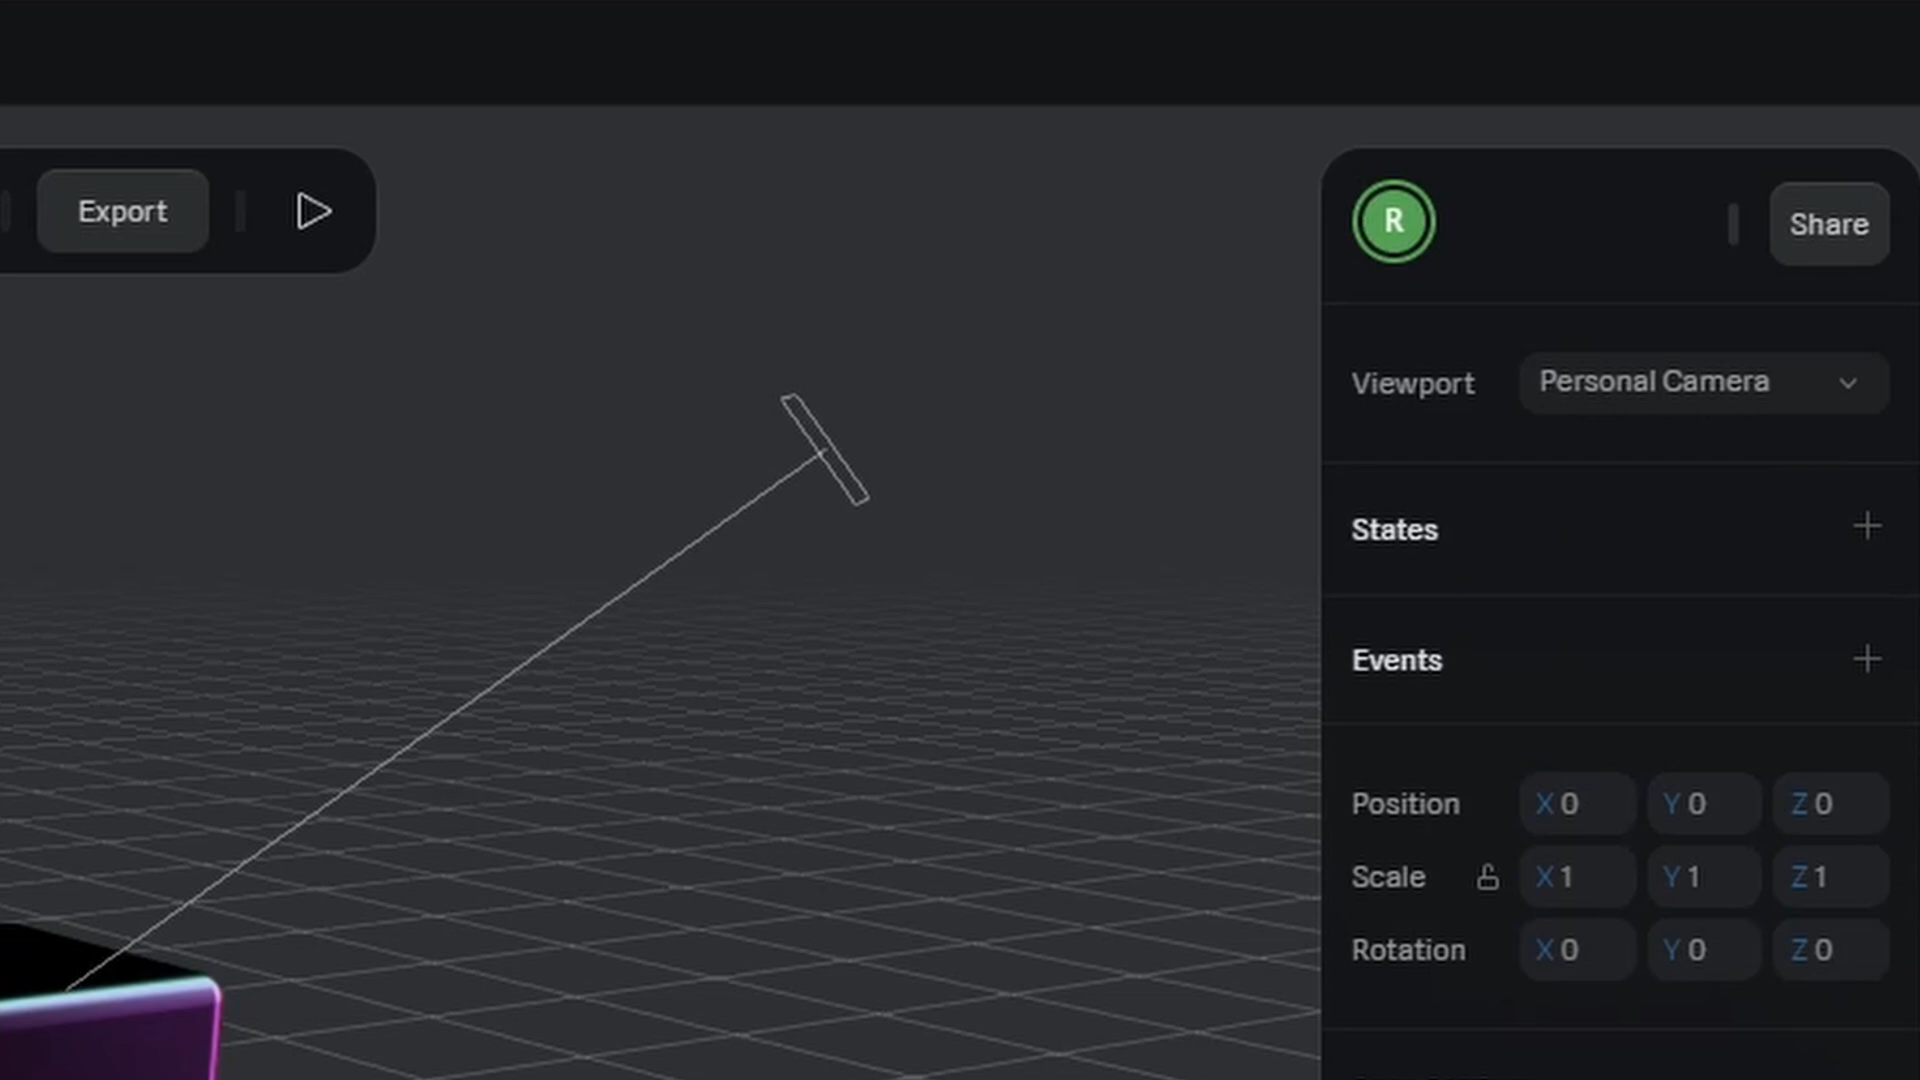 Export
R
Share
Viewport Personal Camera
States
Events
Position X 0 Y 0 Z 0
Scale X 1 Y 1 Z 1
Rotation X 0 Y 0 Z 0